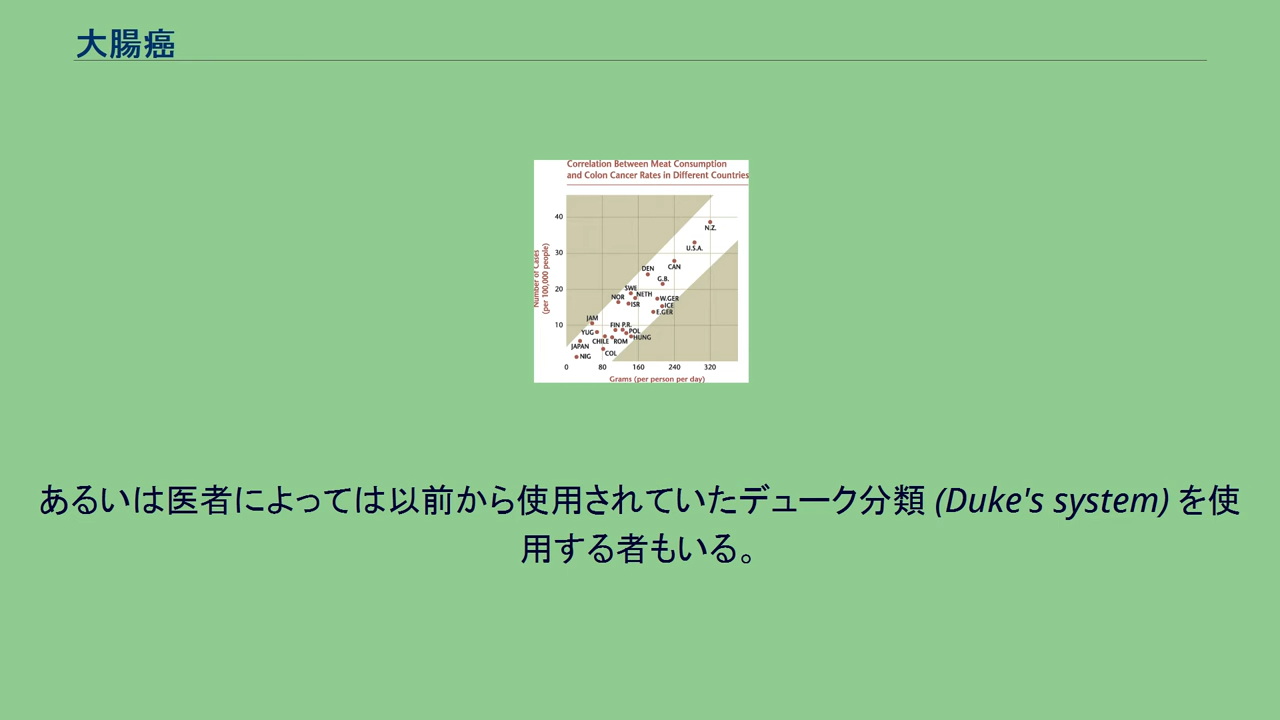 大腸癌
Correlation Between Meat Consumption
and Colon Cancer Rates in Different Countries
Number of Cases
(per 100,000 people)
40
30
20
10
N.Z.
U.S.A.
CAN
DEN
G.B.
SWE
NETH
NOR
ISR
W.GER
ICE
E.GER
JAM
FIN P.R.
YUG
POL
HUNG
CHILE
ROM
JAPAN
COL
NIG
0 80 160 240 320
Grams (per person per day)
あるいは医者によっては以前から使用されていたデューク分類 (Duke's system) を使
用する者もいる。